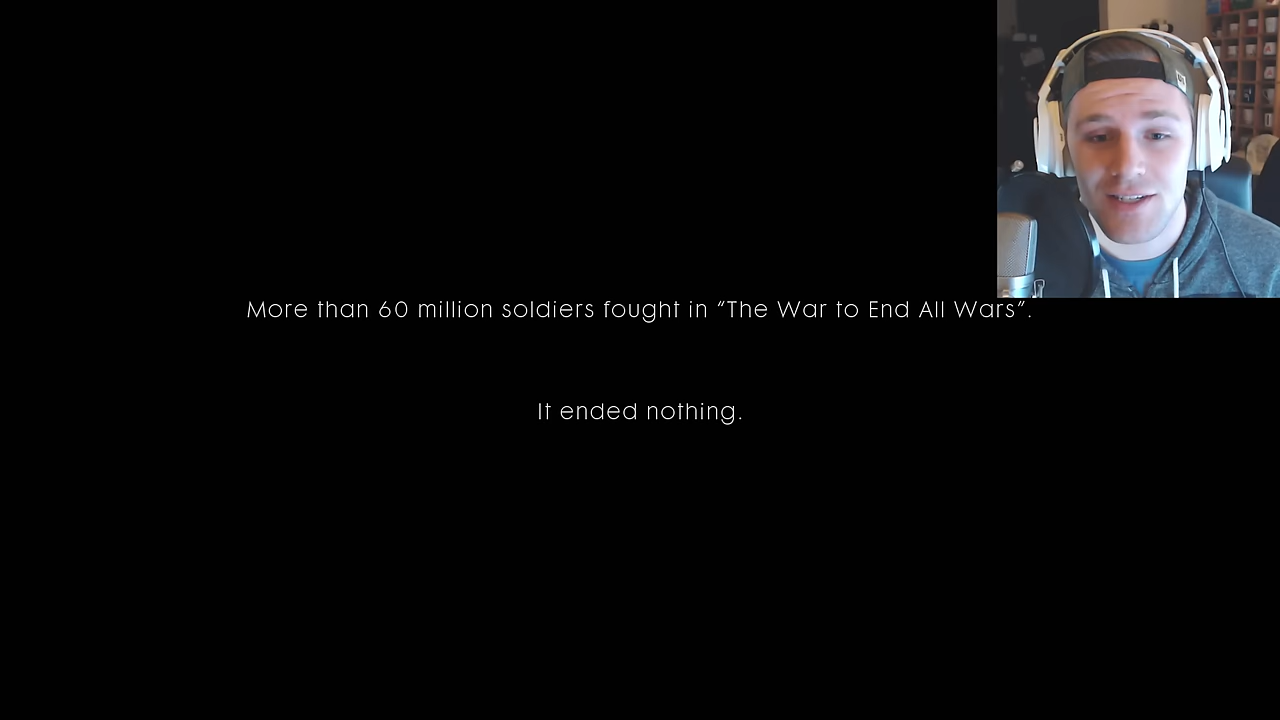 More than 60 million soldiers fought in “The War to End All Wars”.
It ended nothing.